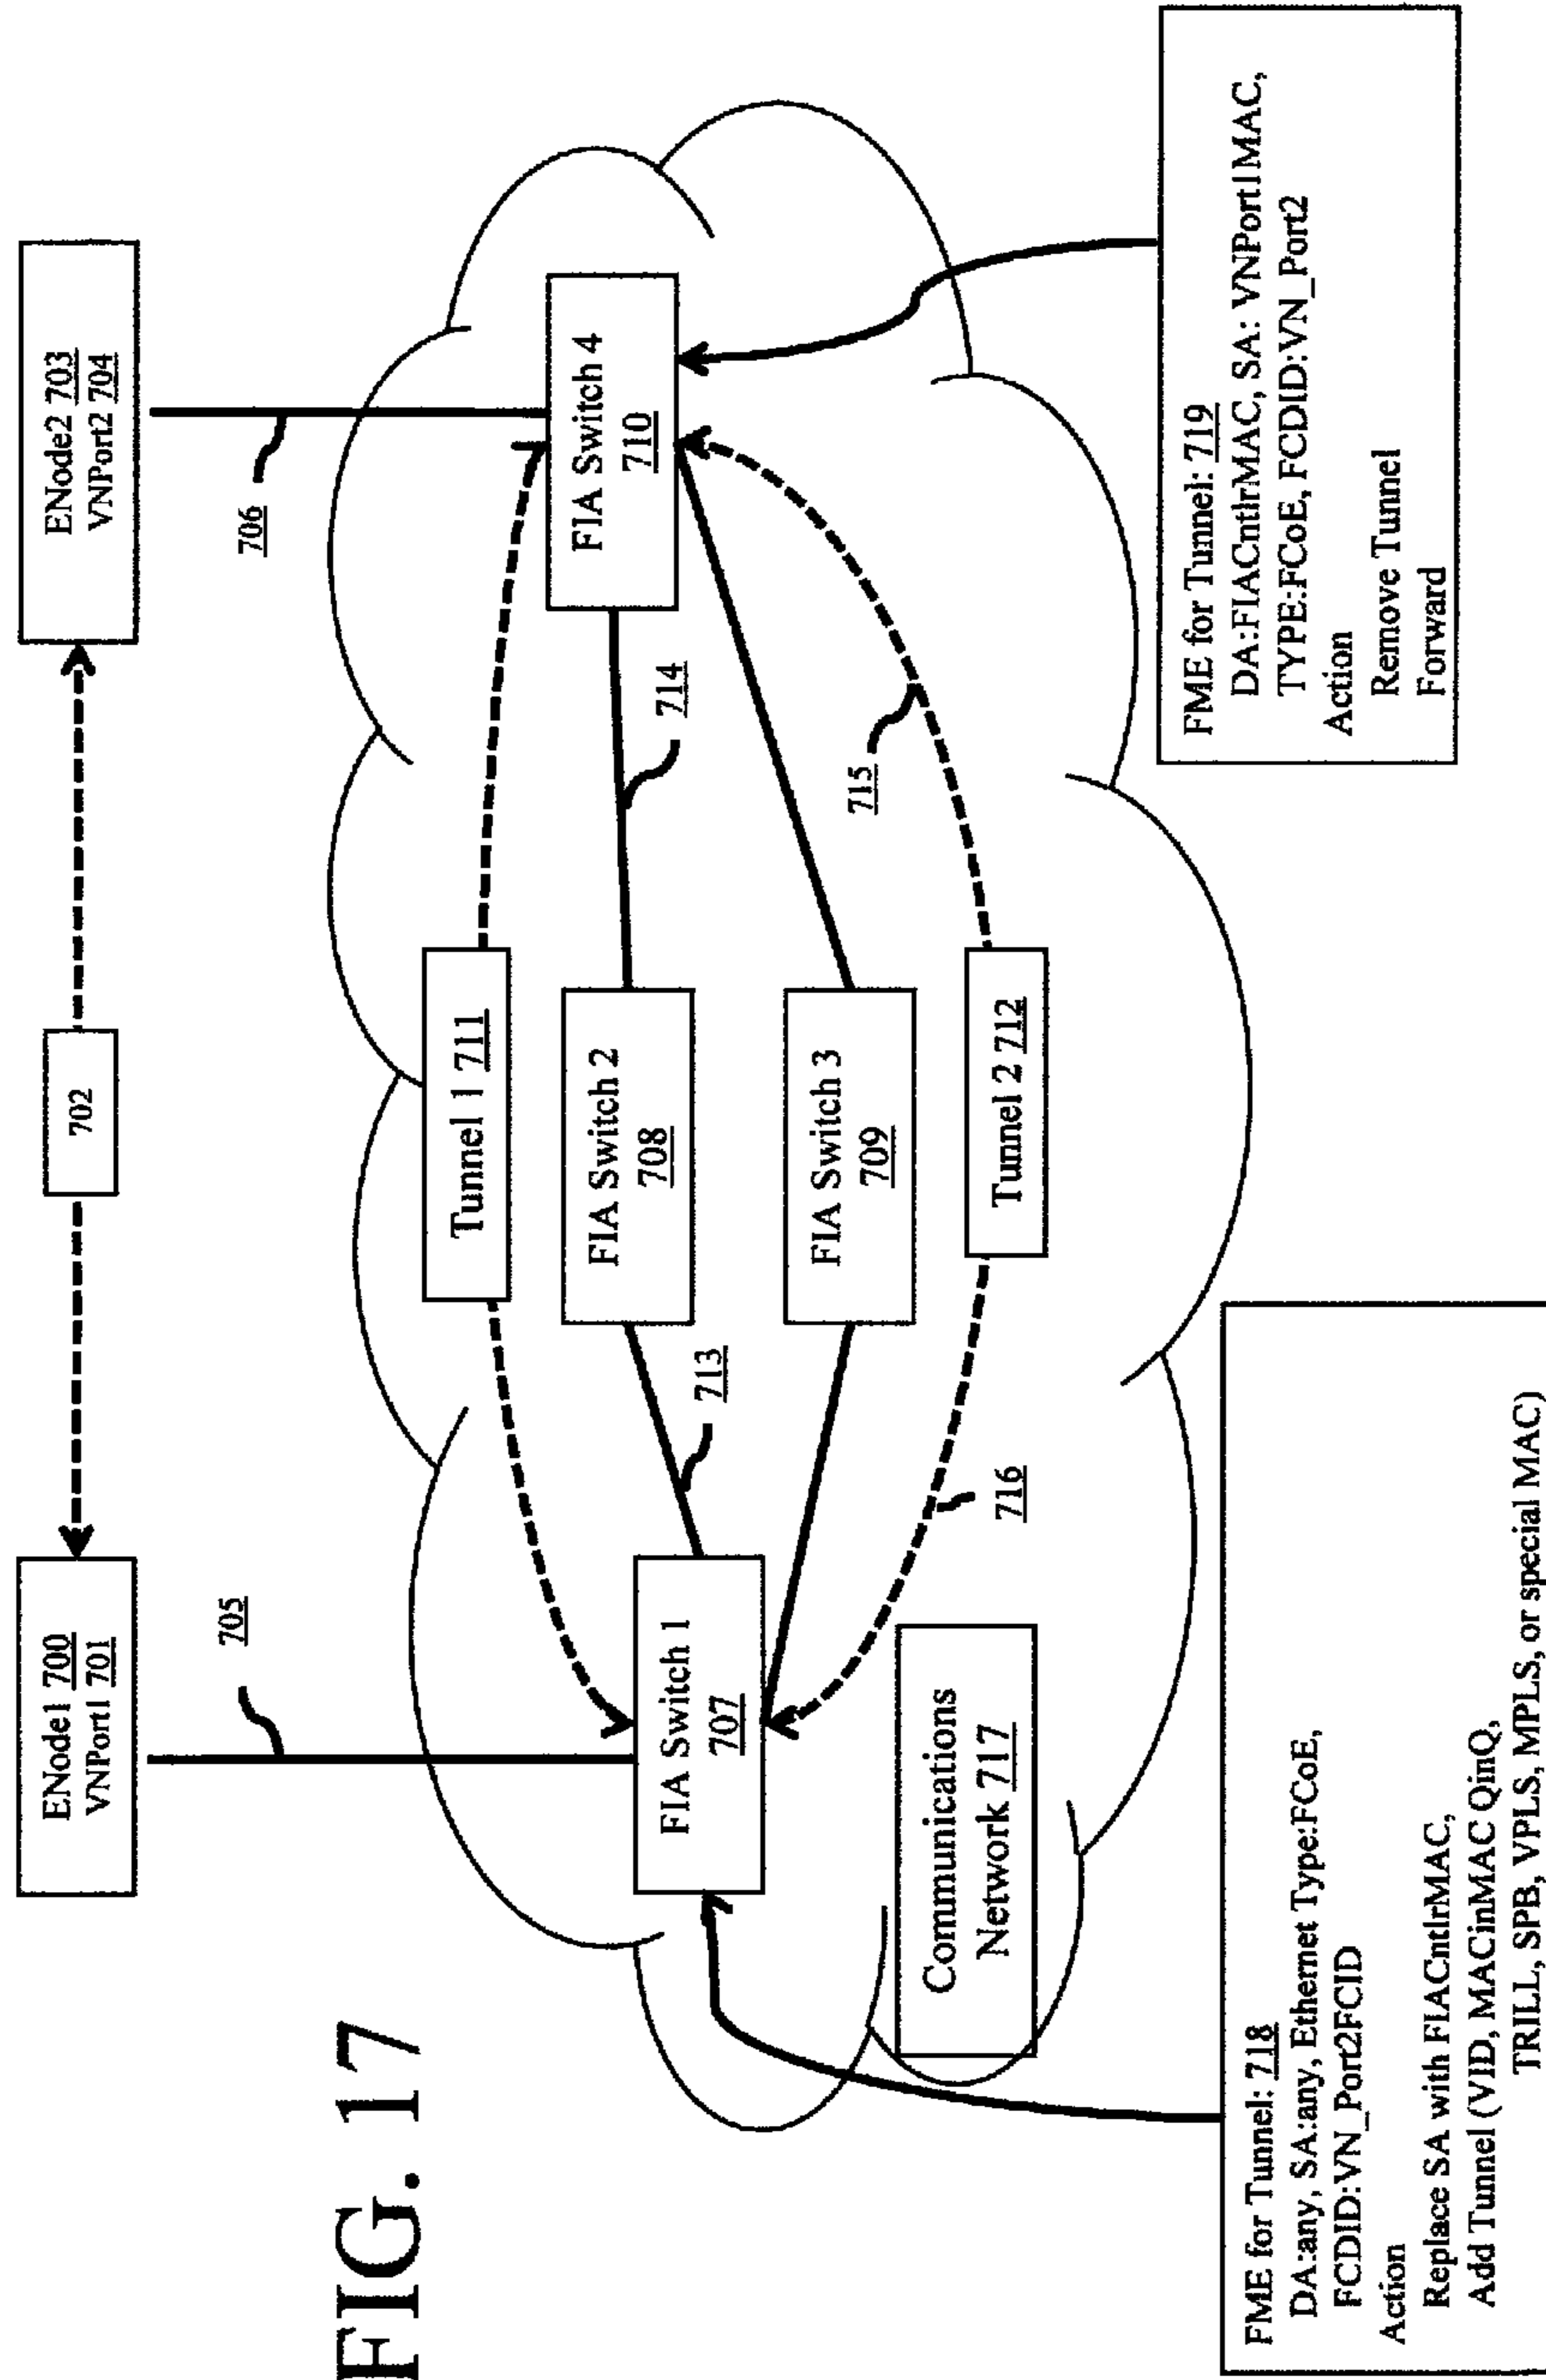 FIG. 17
ENode1 700
VNPort1 701
702
ENode2 703
VNPort2 704
705
706
Tunnel 1 711
FIA Switch 1
707
FIA Switch 2
708
FIA Switch 4
710
713
714
FIA Switch 3
709
715
716
Tunnel 2 712
Communications
Network 717
FME for Tunnel: 718
DA:any, SA:any, Ethernet Type:FCoE,
FCDID:VN_Port2FCID
Action
Replace SA with FIACntlrMAC,
Add Tunnel (VID, MACinMAC QinQ,
TRILL, SPB, VPLS, MPLS, or special MAC)
FME for Tunnel: 719
DA:FIACntlrMAC, SA: VNPort1MAC,
TYPE:FCoE, FCDID:VN_Port2
Action
Remove Tunnel
Forward